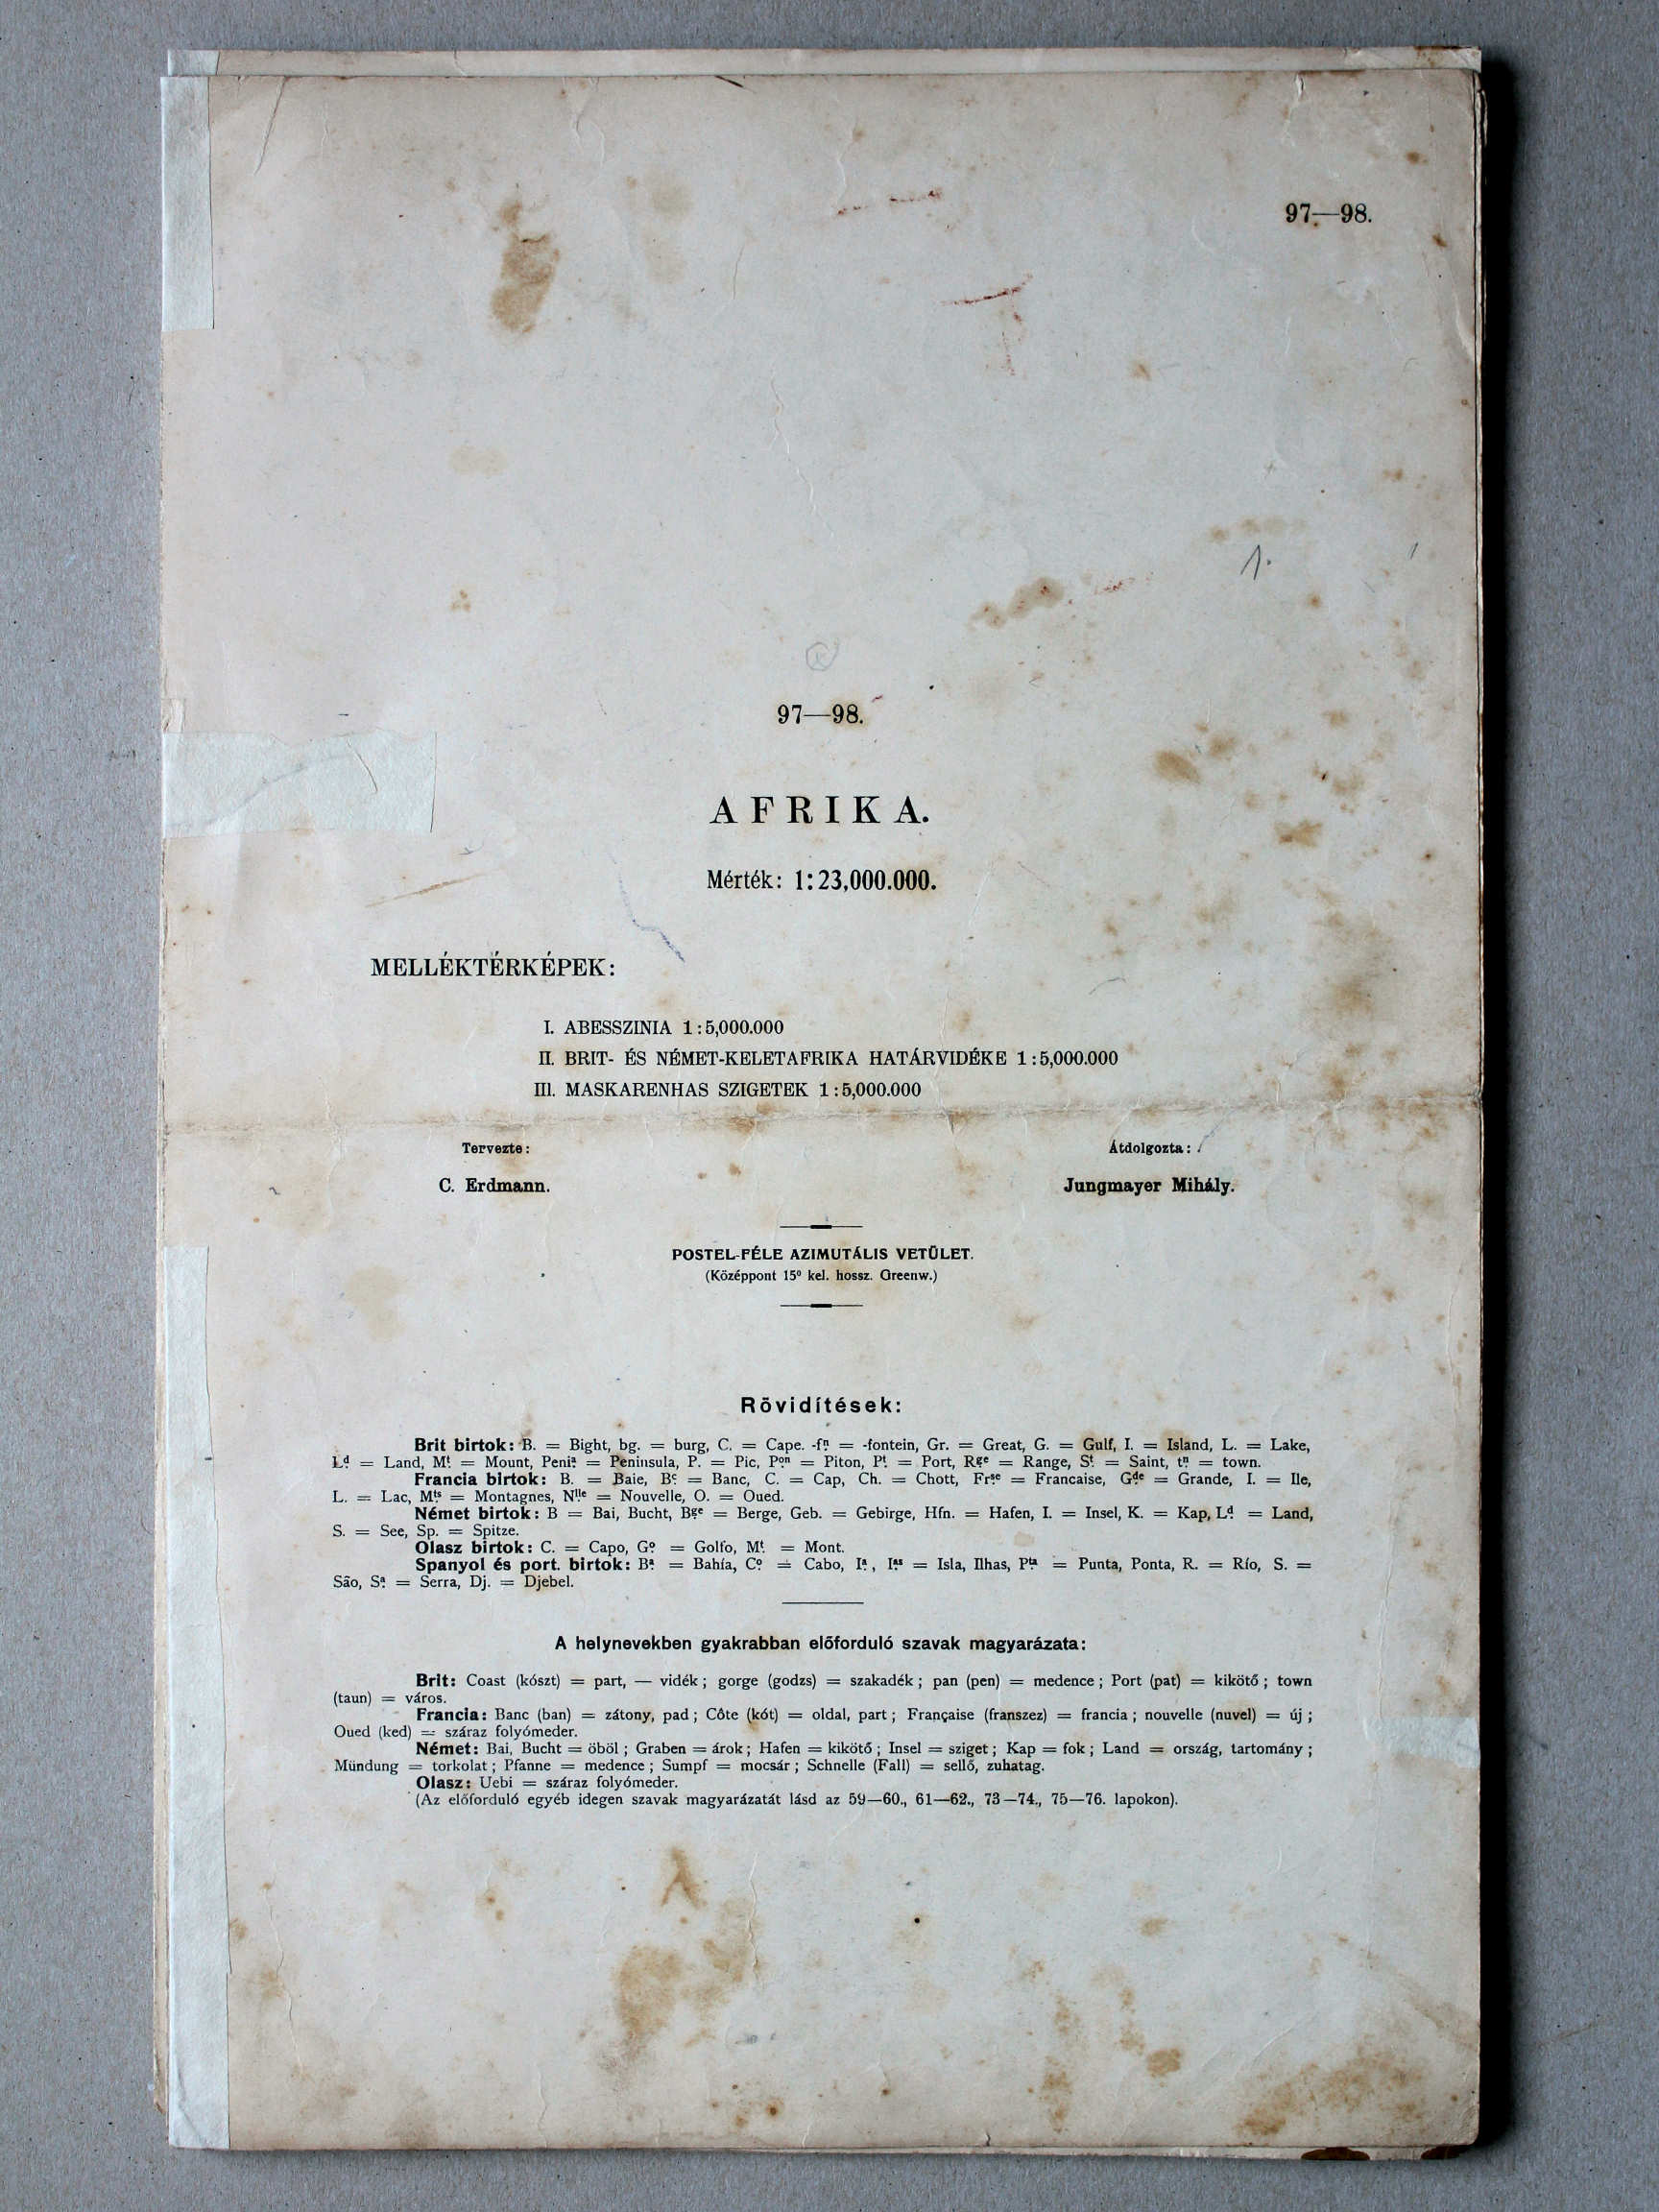 97—98.
1.
97—98.
AFRIKA.
Mérték: 1:23,000.000.
MELLÉKTÉRKÉPEK:
I. ABESSZINIA 1:5,000.000
II. BRIT- ÉS NÉMET-KELETAFRIKA HATÁRVIDÉKE 1:5,000.000
III. MASKARENHAS SZIGETEK 1:5,000.000
Tervezte: Átdolgozta:
C. Erdmann. Jungmayer Mihály.
POSTEL-FÉLE AZIMUTÁLIS VETÜLET.
(Középpont 15º kel. hossz. Greenw.)
Rövidítések:
Brit birtok: B. = Bight, bg. = burg, C. = Cape. -fⁿ = -fontein, Gr. = Great, G. = Gulf, I. = Island, L. = Lake,
Lᵈ = Land, Mᵗ = Mount, Peniᵃ = Peninsula, P. = Pic, Pᵒⁿ = Piton, Pᵗ = Port, Rᵍᵉ = Range, Sᵗ = Saint, tⁿ = town.
Francia birtok: B. = Baie, Bᶜ = Banc, C. = Cap, Ch. = Chott, Frˢᵉ = Francaise, Gᵈᵉ = Grande, I. = Ile,
L. = Lac, Mᵗˢ = Montagnes, Nˡˡᵉ = Nouvelle, O. = Oued.
Német birtok: B = Bai, Bucht, Bᵍᵉ = Berge, Geb. = Gebirge, Hfn. = Hafen, I. = Insel, K. = Kap, Lᵈ = Land,
S. = See, Sp. = Spitze.
Olasz birtok: C. = Capo, Gᵒ = Golfo, Mᵗ = Mont.
Spanyol és port. birtok: Bᵃ = Bahía, Cᵒ = Cabo, Iᵃ, Iᵃˢ = Isla, Ilhas, Pᵗᵃ = Punta, Ponta, R. = Río, S. =
São, Sᵃ = Serra, Dj. = Djebel.
A helynevekben gyakrabban előforduló szavak magyarázata:
Brit: Coast (kószt) = part, — vidék; gorge (godzs) = szakadék; pan (pen) = medence; Port (pat) = kikötő; town
(taun) = város.
Francia: Banc (ban) = zátony, pad; Côte (kót) = oldal, part; Française (franszez) = francia; nouvelle (nuvel) = új;
Oued (ked) = száraz folyómeder.
Német: Bai, Bucht = öböl; Graben = árok; Hafen = kikötő; Insel = sziget; Kap = fok; Land = ország, tartomány;
Mündung = torkolat; Pfanne = medence; Sumpf = mocsár; Schnelle (Fall) = sellő, zuhatag.
Olasz: Uebi = száraz folyómeder.
(Az előforduló egyéb idegen szavak magyarázatát lásd az 59—60., 61—62., 73—74., 75—76. lapokon).